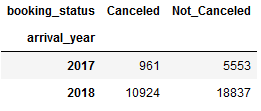 booking_status Canceled Not_Canceled
arrival_year
2017 961 5553
2018 10924 18837